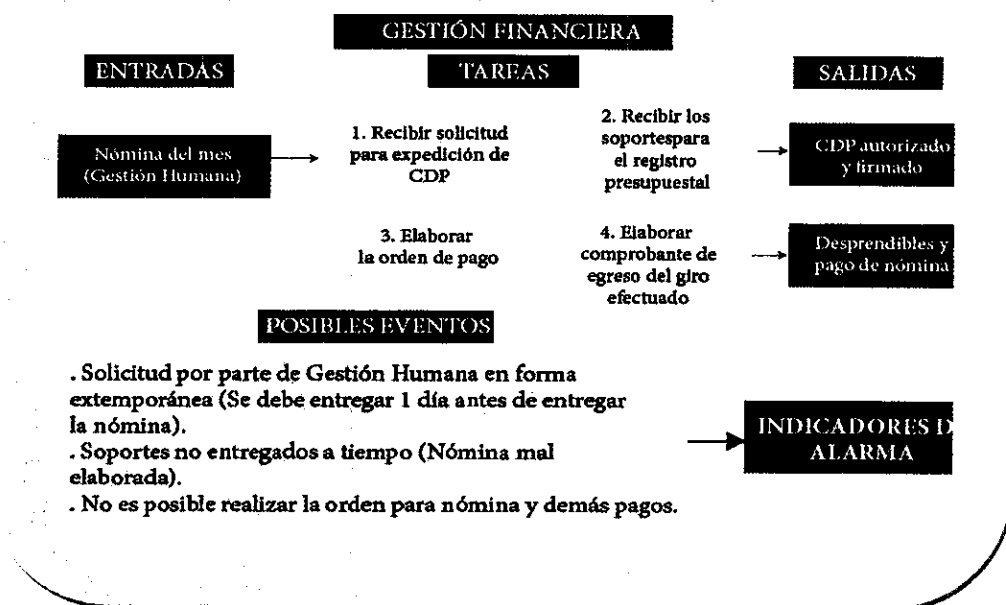 GESTIÓN FINANCIERA
ENTRADAS
TAREAS
SALIDAS
Nómina del mes
(Gestión Humana)
1. Recibir solicitud
para expedición de
CDP
2. Recibir los
soportespara
el registro
presupuestal
CDP autorizado
y firmado
3. Elaborar
la orden de pago
4. Elaborar
comprobante de
egreso del giro
efectuado
Desprendibles y
pago de nómina
POSIBLES EVENTOS
. Solicitud por parte de Gestión Humana en forma
extemporánea (Se debe entregar 1 día antes de entregar
la nómina).
. Soportes no entregados a tiempo (Nómina mal
elaborada).
. No es posible realizar la orden para nómina y demás pagos.
INDICADORES D
ALARMA